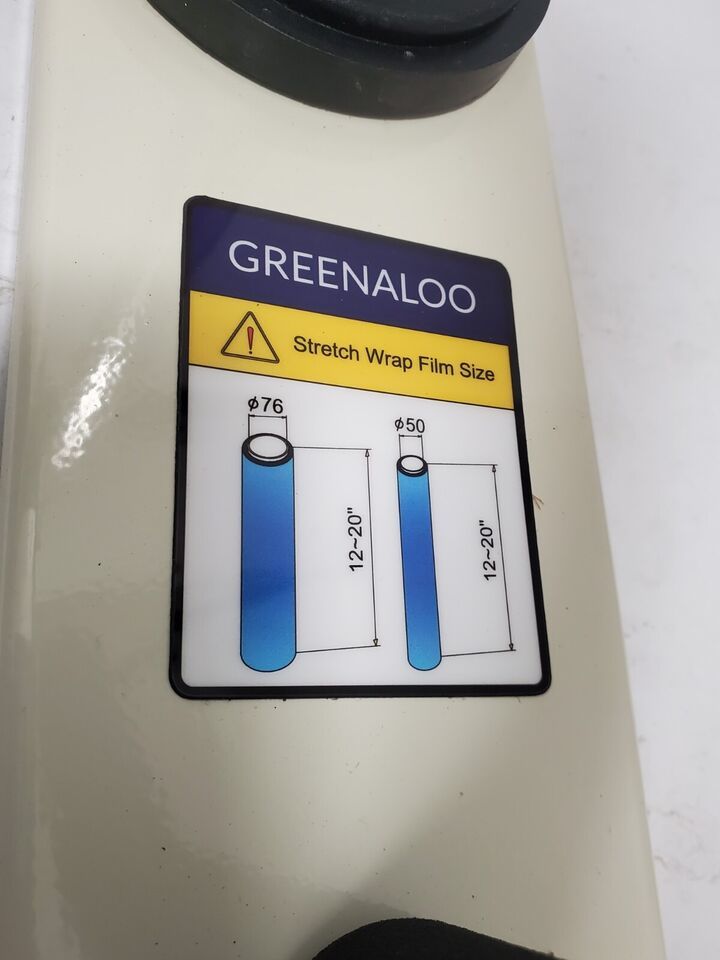 GREENALOO
! Stretch Wrap Film Size
ϕ76
ϕ50
12~20"
12~20"